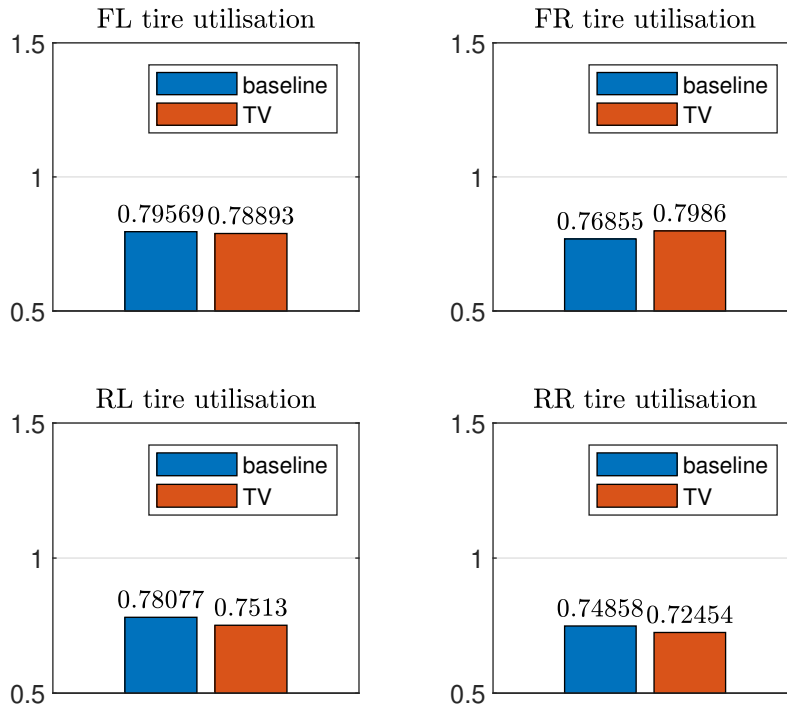 FL tire utilisation
1.5
1
0.5
baseline
TV
0.79569
0.78893
FR tire utilisation
1.5
1
0.5
baseline
TV
0.76855
0.7986
RL tire utilisation
1.5
1
0.5
baseline
TV
0.78077
0.7513
RR tire utilisation
1.5
1
0.5
baseline
TV
0.74858
0.72454